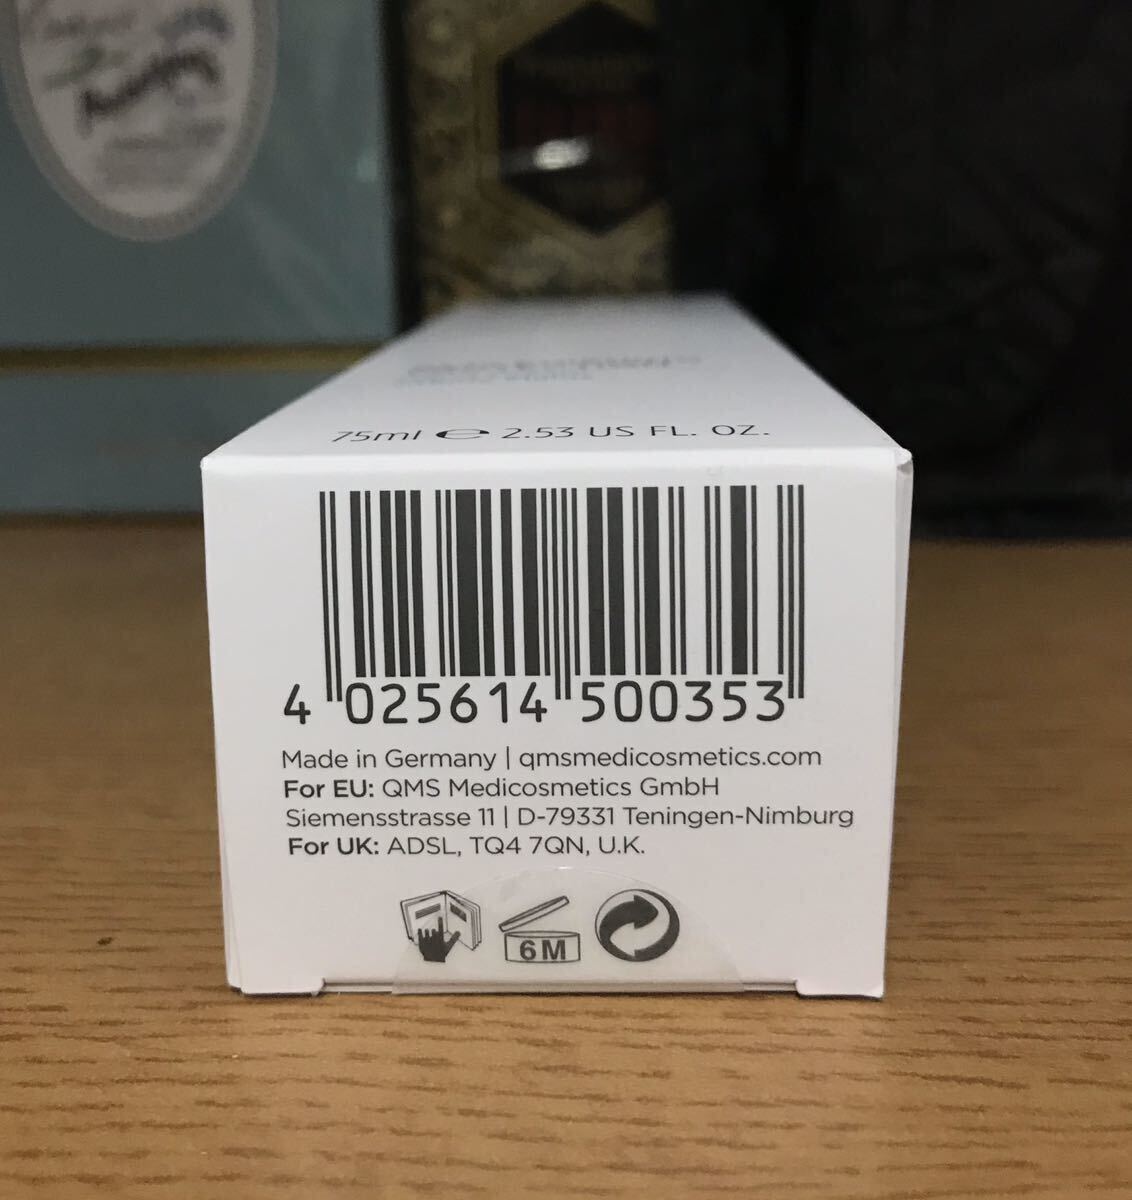 75ml ℮ 2.53 US FL. OZ.
4 025614 500353
Made in Germany | qmsmedicosmetics.com
For EU: QMS Medicosmetics GmbH
Siemensstrasse 11 | D-79331 Teningen-Nimburg
For UK: ADSL, TQ4 7QN, U.K.
6M